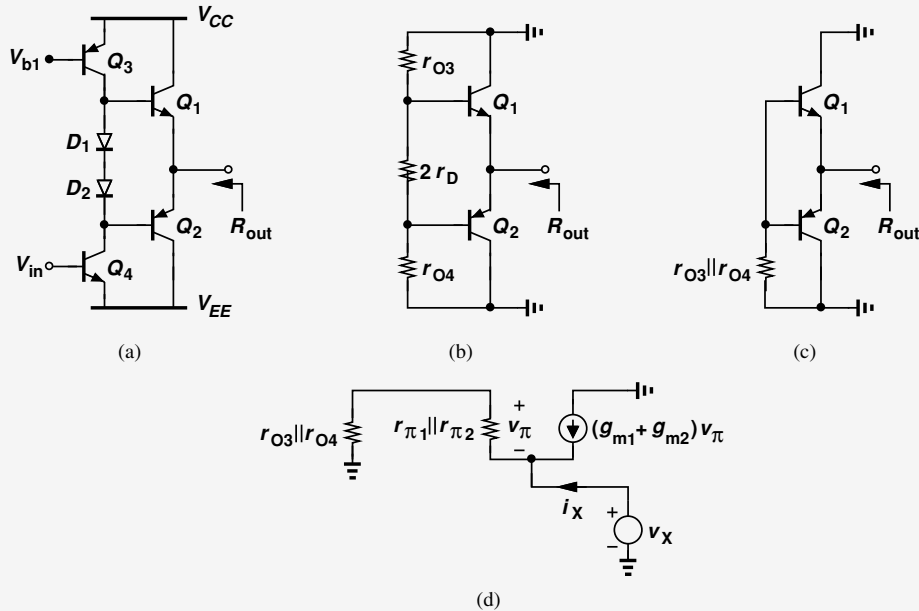 V_CC
V_b1
Q_3
Q_1
D_1
D_2
R_out
Q_2
V_in
Q_4
V_EE
(a)
r_O3
Q_1
2 r_D
R_out
Q_2
r_O4
(b)
Q_1
R_out
Q_2
r_O3||r_O4
(c)
r_O3||r_O4
r_π1||r_π2
+
v_π
−
(g_m1+ g_m2) v_π
i_X
+
v_X
−
(d)